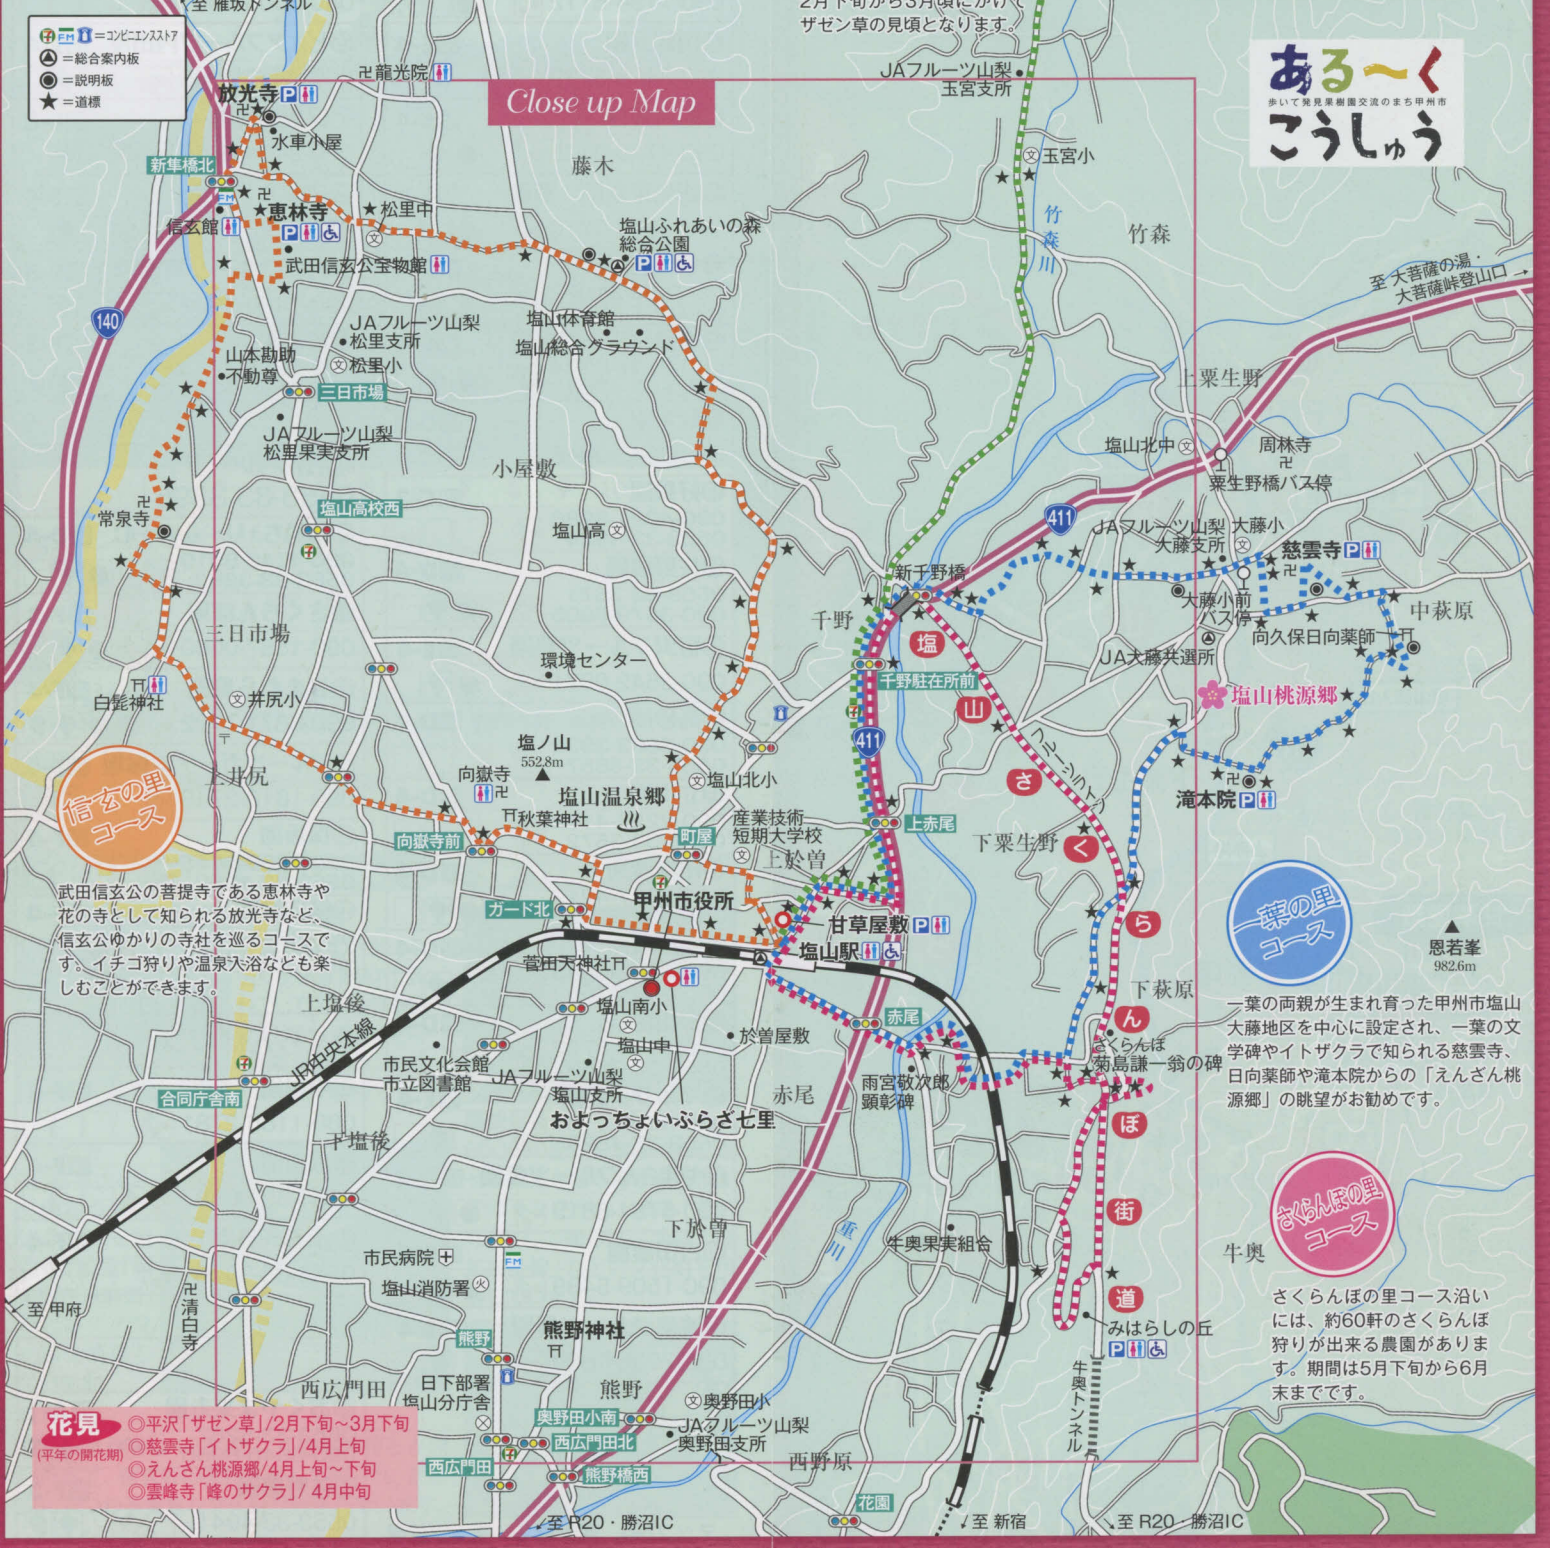 至 雁坂トンネル
2月下旬から3月頃にかけて
ザゼン草の見頃となります。
FM =コンビニエンスストア
=総合案内板
=説明板
★=道標
Close up Map
あるーく
歩いて発見果樹園交流のまち甲州市
こうしゅう
卍龍光院
放光寺
P
卍
水車小屋
新隼橋北
FM
信玄館
卍
恵林寺
P
松里中
文
武田信玄公宝物館
藤木
塩山ふれあいの森
総合公園
P
JAフルーツ山梨
玉宮支所
文玉宮小
竹森川
竹森
至 大菩薩の湯・
大菩薩峠登山口→
140
JAフルーツ山梨
松里支所
文松里小
山本勘助
不動尊
三日市場
塩山体育館
塩山総合グラウンド
JAフルーツ山梨
松里果実支所
小屋敷
塩山高校西
塩山高文
卍
常泉寺
上粟生野
塩山北中文
周林寺
卍
粟生野橋バス停
411
JAフルーツ山梨
大藤支所
大藤小
文
慈雲寺P
卍
新千野橋
千野
大藤小前
バス停
向久保日向薬師
中萩原
JA大藤共選所
塩山桃源郷
三日市場
環境センター
千野駐在所前
白髭神社
文井尻小
〒
上井尻
塩
山
さ
く
ら
ん
ぼ
街
道
フルーツライン
411
塩ノ山
552.8m
向嶽寺
卍
秋葉神社
塩山温泉郷
文塩山北小
産業技術
短期大学校
文
町屋
向嶽寺前
上於曽
上赤尾
下粟生野
滝本院P
卍
信玄の里
コース
武田信玄公の菩提寺である恵林寺や
花の寺として知られる放光寺など、
信玄公ゆかりの寺社を巡るコースで
す。イチゴ狩りや温泉入浴なども楽
しむことができます。
ガード北
甲州市役所
甘草屋敷P
塩山駅
菅田天神社
塩山南小
文
塩山中
文
於曽屋敷
赤尾
下萩原
一葉の里
コース
恩若峯
982.6m
一葉の両親が生まれ育った甲州市塩山
大藤地区を中心に設定され、一葉の文
学碑やイトザクラで知られる慈雲寺、
日向薬師や滝本院からの「えんざん桃
源郷」の眺望がお勧めです。
上塩後
JR中央本線
市民文化会館
市立図書館
JAフルーツ山梨
塩山支所
およっちょいぷらざ七里
雨宮敬次郎
顕彰碑
さくらんぼ
菊島謙一翁の碑
合同庁舎南
赤尾
下塩後
下於曽
重川
牛奥果実組合
牛奥
さくらんぼの里
コース
さくらんぼの里コース沿い
には、約60軒のさくらんぼ
狩りが出来る農園がありま
す。期間は5月下旬から6月
末までです。
市民病院
FM
塩山消防署火
至 甲府
卍清白寺
熊野
熊野神社
みはらしの丘
P
牛奥トンネル
西広門田
日下部署
塩山分庁舎
熊野
奥野田小南
文奥野田小
JAフルーツ山梨
奥野田支所
西広門田北
西広門田
熊野橋西
西野原
花園
花見
(平年の開花期)
◎平沢「ザゼン草」/2月下旬～3月下旬
◎慈雲寺「イトザクラ」/4月上旬
◎えんざん桃源郷/4月上旬～下旬
◎雲峰寺「峰のサクラ」/ 4月中旬
至 R20・勝沼IC
至 新宿
至 R20・勝沼IC